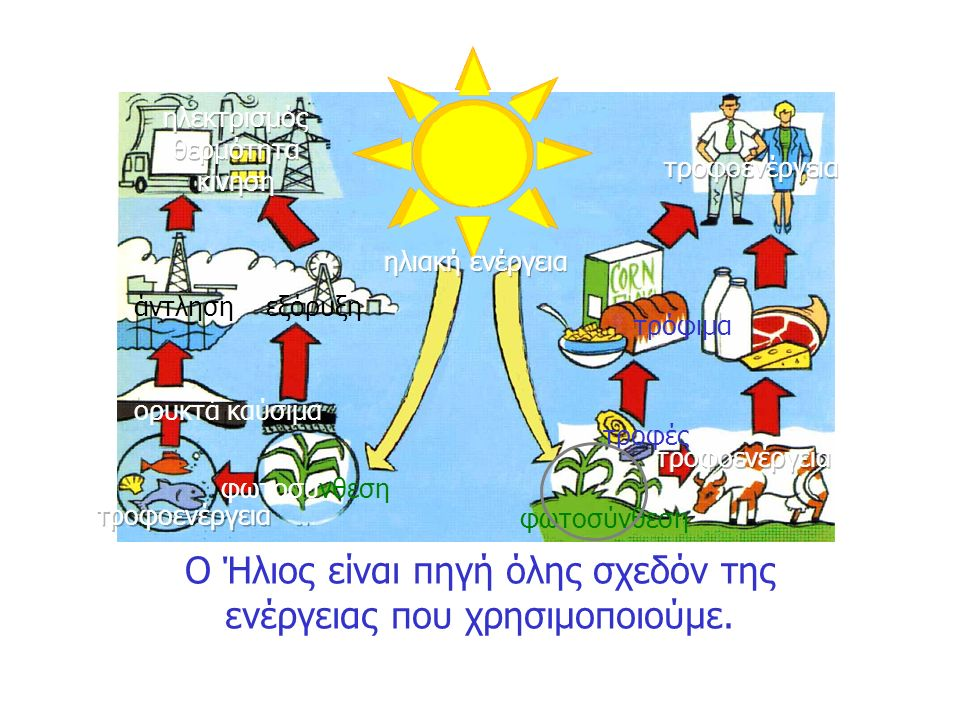 ηλεκτρισμός
θερμότητα
κίνηση
τροφοενέργεια
ηλιακή ενέργεια
άντληση
εξόρυξη
CORN
τρόφιμα
ορυκτά καύσιμα
τροφές
τροφοενέργεια
φωτοσύνθεση
τροφοενέργεια
φωτοσύνθεση
Ο Ήλιος είναι πηγή όλης σχεδόν της
ενέργειας που χρησιμοποιούμε.